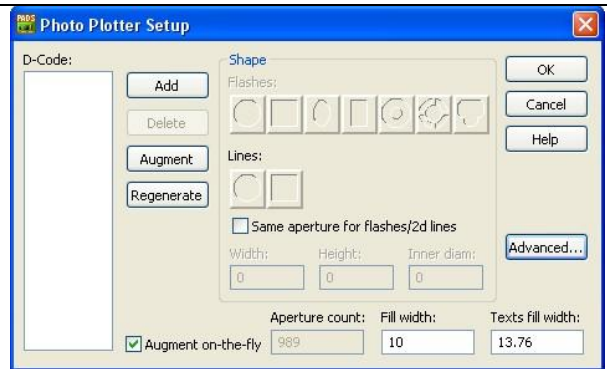 PADS
Photo Plotter Setup
D-Code:
Add
Delete
Augment
Regenerate
Shape
Flashes:
Lines:
Same aperture for flashes/2d lines
Width:
Height:
Inner diam:
0
0
0
OK
Cancel
Help
Advanced...
Augment on-the-fly
Aperture count:
989
Fill width:
10
Texts fill width:
13.76